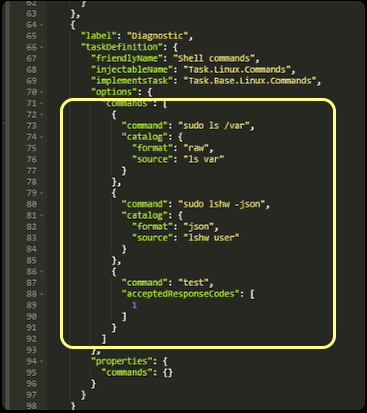 62 }
63 },
64 {
65 "label": "Diagnostic",
66 "taskDefinition": {
67 "friendlyName": "Shell commands",
68 "injectableName": "Task.Linux.Commands",
69 "implementsTask": "Task.Base.Linux.Commands",
70 "options": {
71 "commands": [
72 {
73 "command": "sudo ls /var",
74 "catalog": {
75 "format": "raw",
76 "source": "ls var"
77 }
78 },
79 {
80 "command": "sudo lshw -json",
81 "catalog": {
82 "format": "json",
83 "source": "lshw user"
84 }
85 },
86 {
87 "command": "test",
88 "acceptedResponseCodes": [
89 1
90 ]
91 }
92 ]
93 },
94 "properties": {
95 "commands": {}
96 }
97 }
98 }